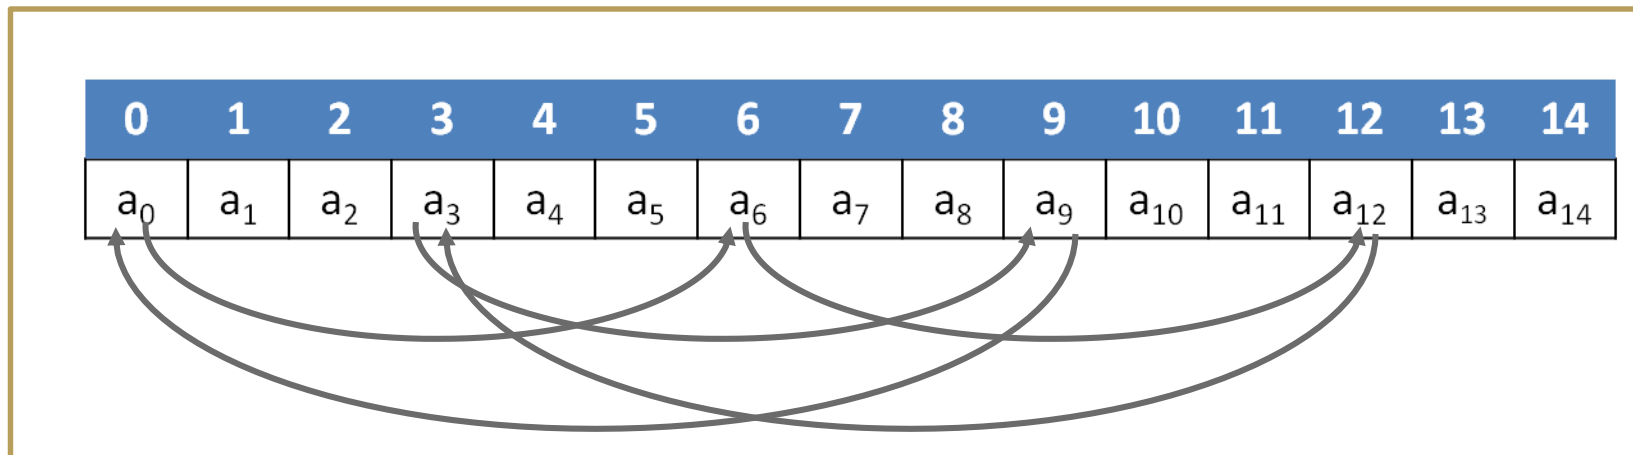 0 1 2 3 4 5 6 7 8 9 10 11 12 13 14
a₀ a₁ a₂ a₃ a₄ a₅ a₆ a₇ a₈ a₉ a₁₀ a₁₁ a₁₂ a₁₃ a₁₄